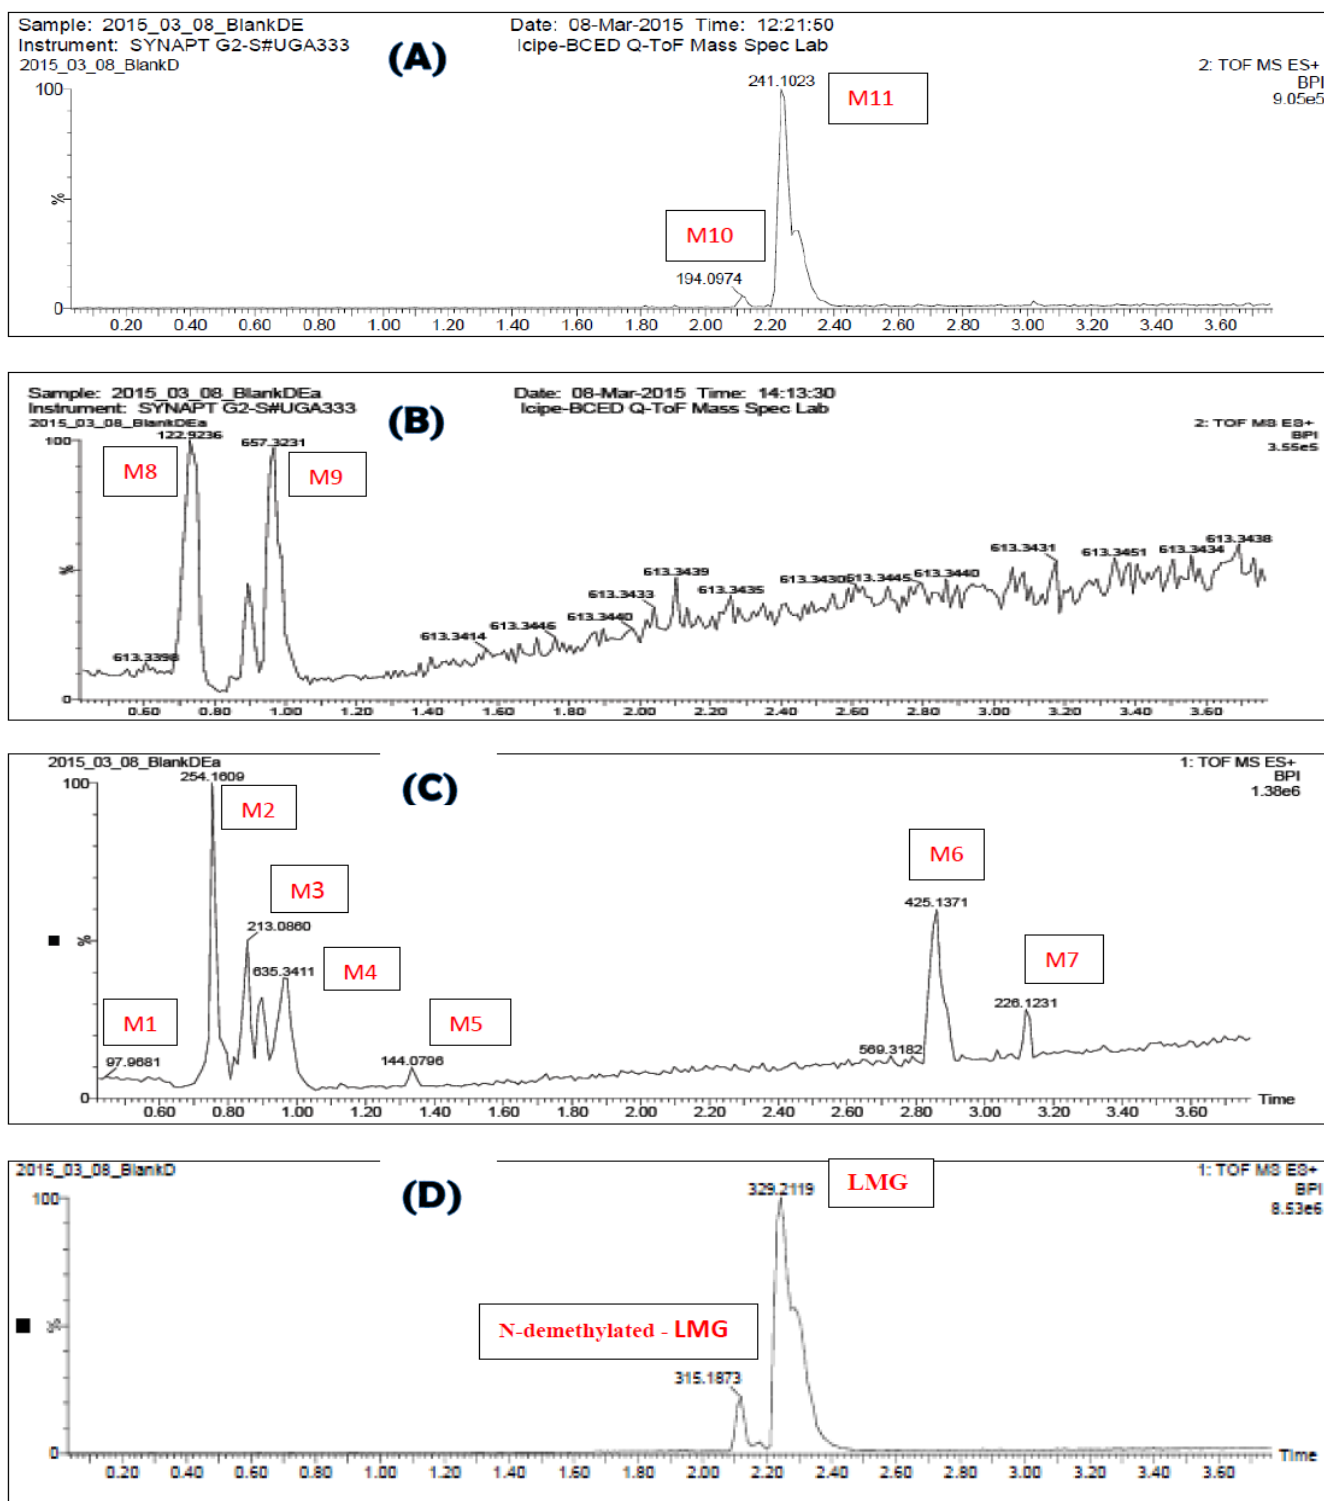 Sample: 2015_03_08_BlankDE Date: 08-Mar-2015 Time: 12:21:50
Instrument: SYNAPT G2-S#UGA333 Icipe-BCED Q-ToF Mass Spec Lab
2015_03_08_BlankD
(A)
2: TOF MS ES+
BPI
9.05e5
100
241.1023
M11
%
M10
194.0974
0
0.20 0.40 0.60 0.80 1.00 1.20 1.40 1.60 1.80 2.00 2.20 2.40 2.60 2.80 3.00 3.20 3.40 3.60
Sample: 2015_03_08_BlankDEa Date: 08-Mar-2015 Time: 14:13:30
Instrument: SYNAPT G2-S#UGA333 Icipe-BCED Q-ToF Mass Spec Lab
2015_03_08_BlankDEa
(B)
2: TOF MS ES+
BPI
3.55e5
100
122.9236
657.3231
M8
M9
%
613.3398
613.3414
613.3446
613.3440
613.3433
613.3439
613.3435
613.3430
613.3445
613.3440
613.3431
613.3451
613.3434
613.3438
0
0.60 0.80 1.00 1.20 1.40 1.60 1.80 2.00 2.20 2.40 2.60 2.80 3.00 3.20 3.40 3.60
2015_03_08_BlankDEa
(C)
1: TOF MS ES+
BPI
1.38e6
100
254.1609
M2
M3
213.0860
%
635.3411
M4
M1
97.9681
M5
144.0796
M6
425.1371
569.3182
M7
226.1231
0
0.60 0.80 1.00 1.20 1.40 1.60 1.80 2.00 2.20 2.40 2.60 2.80 3.00 3.20 3.40 3.60
Time
2015_03_08_BlankD
(D)
1: TOF MS ES+
BPI
8.53e6
100
329.2119
LMG
%
N-demethylated - LMG
315.1873
0
Time
0.20 0.40 0.60 0.80 1.00 1.20 1.40 1.60 1.80 2.00 2.20 2.40 2.60 2.80 3.00 3.20 3.40 3.60